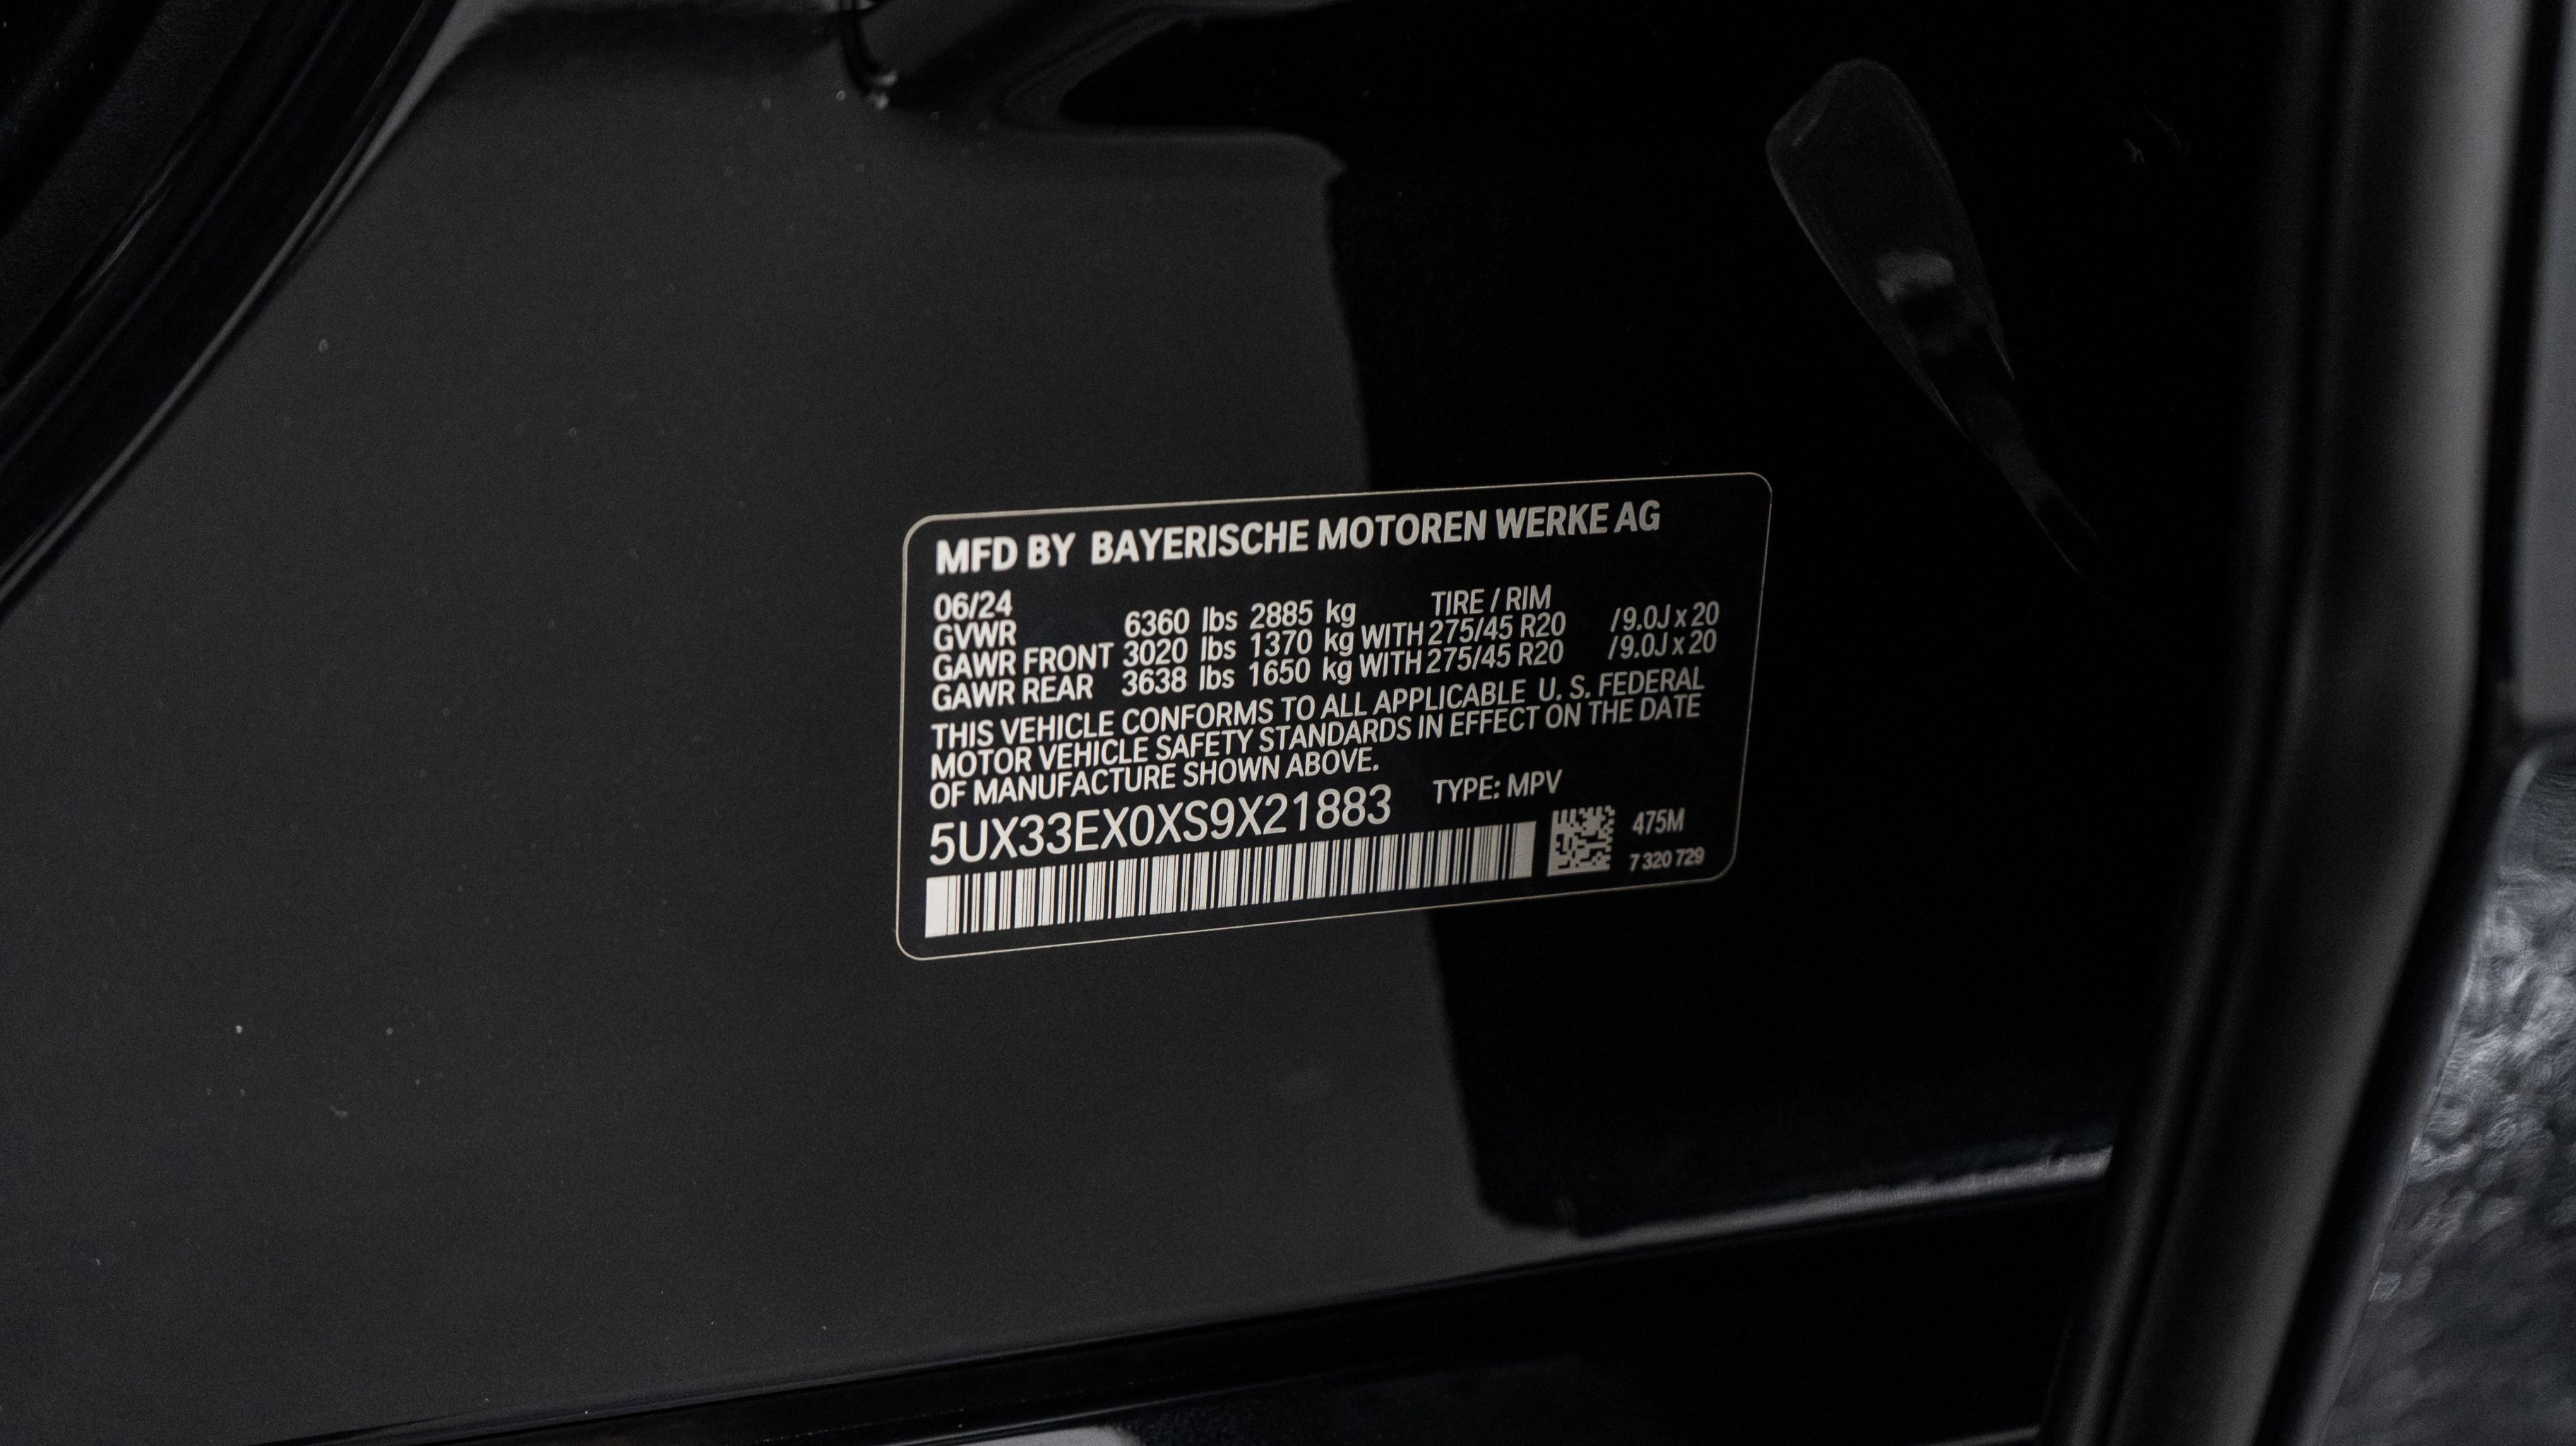 MFD BY BAYERISCHE MOTOREN WERKE AG
06/24 TIRE / RIM
GVWR 6360 lbs 2885 kg
GAWR FRONT 3020 lbs 1370 kg WITH 275/45 R20 /9.0J x 20
GAWR REAR 3638 lbs 1650 kg WITH 275/45 R20 /9.0J x 20
THIS VEHICLE CONFORMS TO ALL APPLICABLE U. S. FEDERAL
MOTOR VEHICLE SAFETY STANDARDS IN EFFECT ON THE DATE
OF MANUFACTURE SHOWN ABOVE.
5UX33EX0XS9X21883 TYPE: MPV
475M
7 320 729